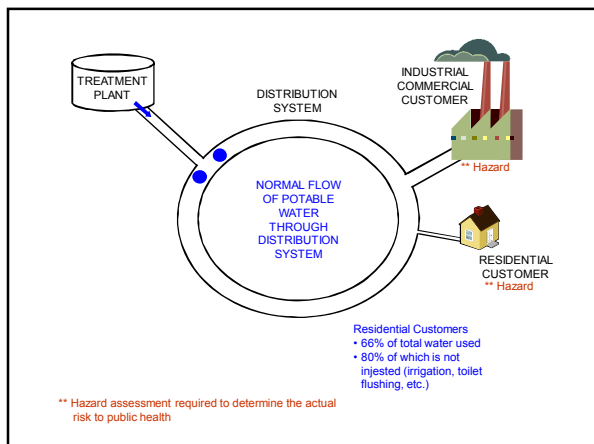 TREATMENT
PLANT
DISTRIBUTION
SYSTEM
INDUSTRIAL
COMMERCIAL
CUSTOMER
** Hazard
NORMAL FLOW
OF POTABLE
WATER
THROUGH
DISTRIBUTION
SYSTEM
RESIDENTIAL
CUSTOMER
** Hazard
Residential Customers
• 66% of total water used
• 80% of which is not
injested (irrigation, toilet
flushing, etc.)
** Hazard assessment required to determine the actual
risk to public health